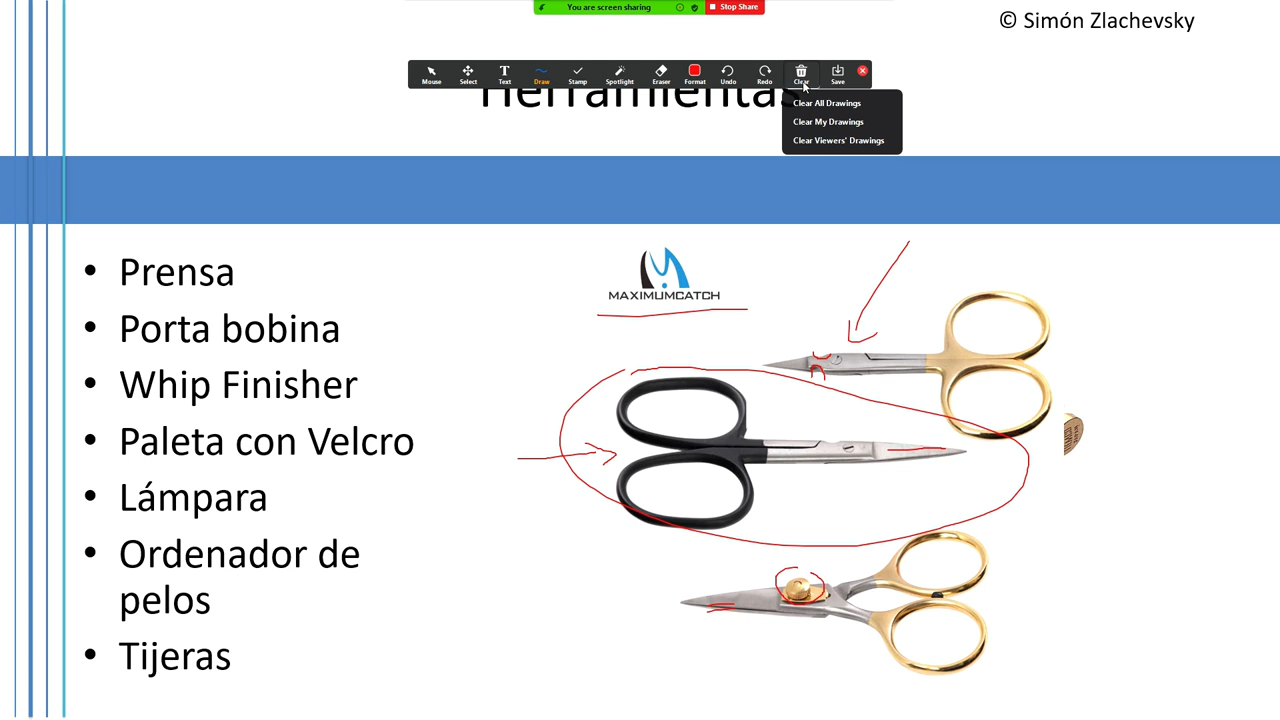 You are screen sharing
Stop Share
© Simón Zlachevsky
Mouse
Select
Text
Draw
Stamp
Spotlight
Eraser
Format
Undo
Redo
Clear
Save
Herramientas
Clear All Drawings
Clear My Drawings
Clear Viewers' Drawings
MAXIMUMCATCH
• Prensa
• Porta bobina
• Whip Finisher
• Paleta con Velcro
• Lámpara
• Ordenador de
pelos
• Tijeras